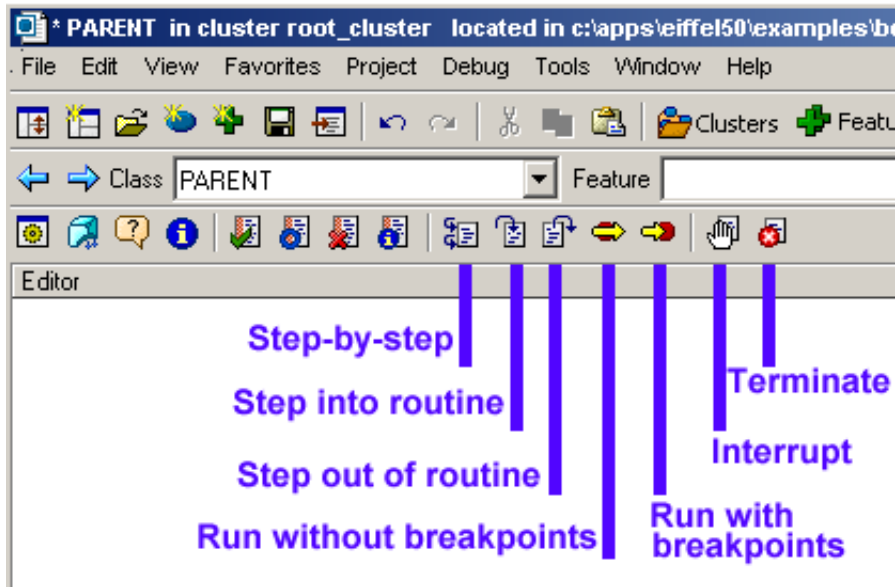 * PARENT in cluster root_cluster located in c:\apps\eiffel50\examples\b
File Edit View Favorites Project Debug Tools Window Help
Clusters Featu
Class PARENT Feature
Editor
Step-by-step
Terminate
Step into routine
Interrupt
Step out of routine
Run without breakpoints
Run with
breakpoints